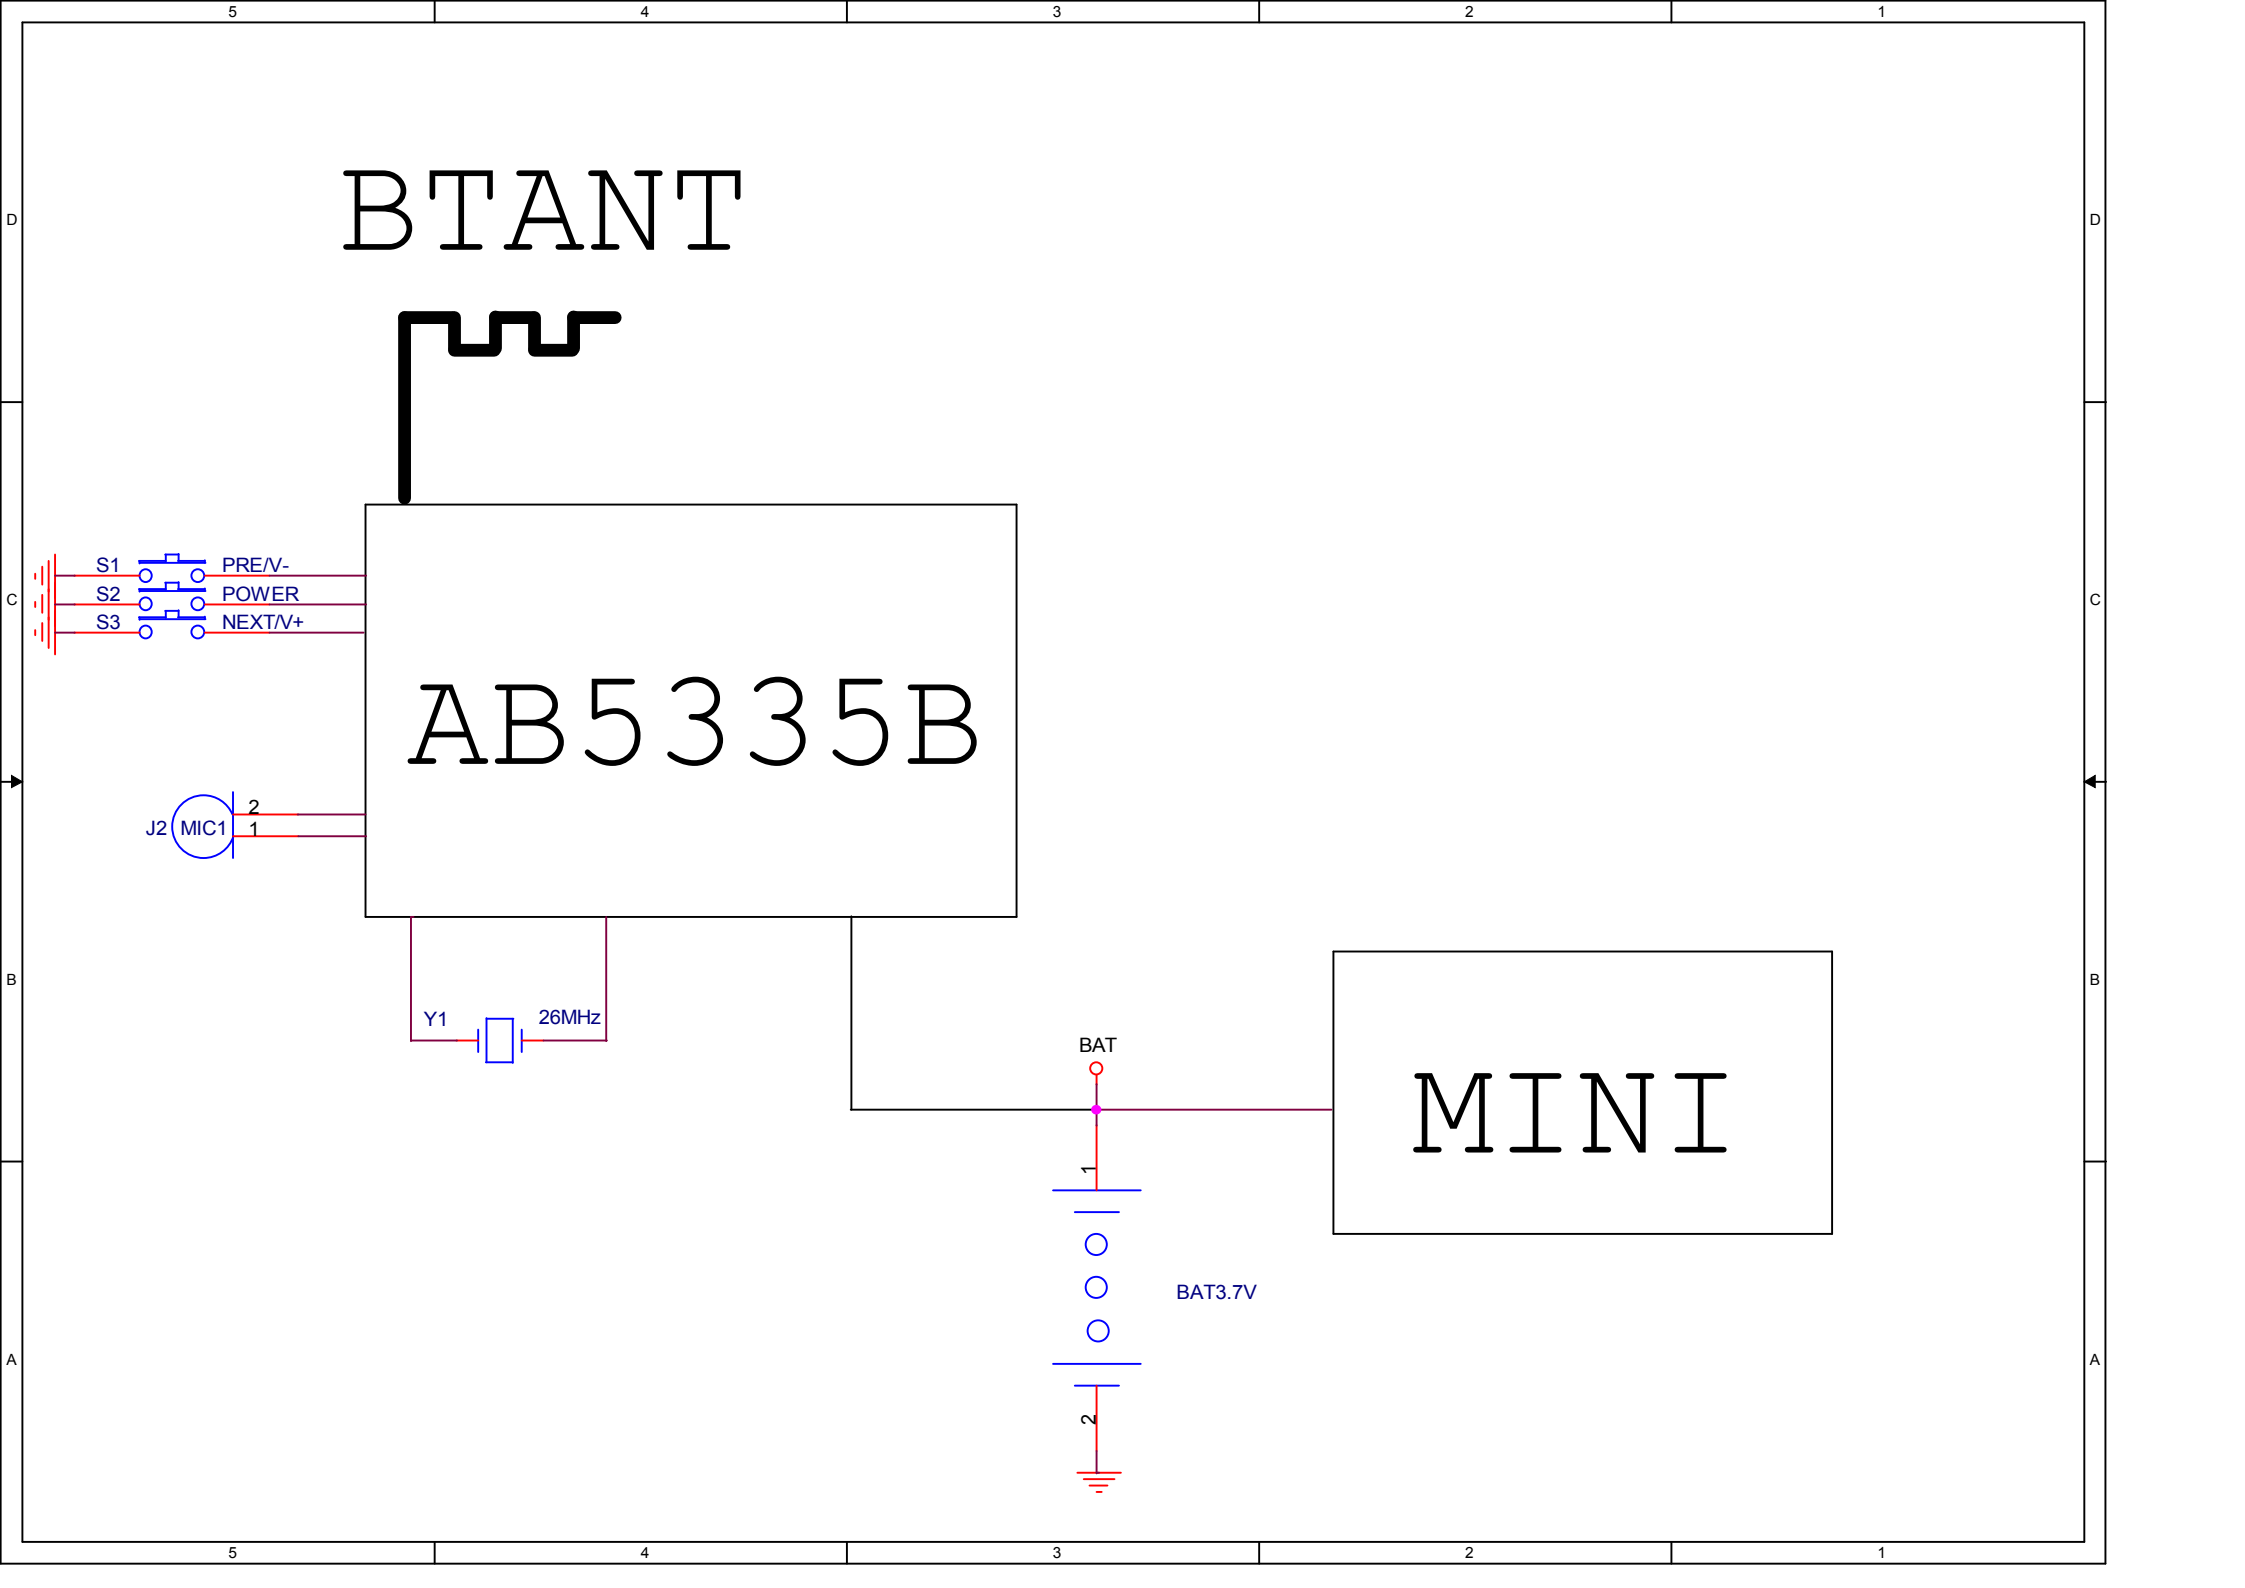 5 4 3 2 1
D D
BTANT
S1 PRE/V-
S2 POWER
S3 NEXT/V+
C C
AB5335B
2
J2 MIC1 1
B B
Y1 26MHz
BAT
MINI
1
BAT3.7V
A A
2
5 4 3 2 1